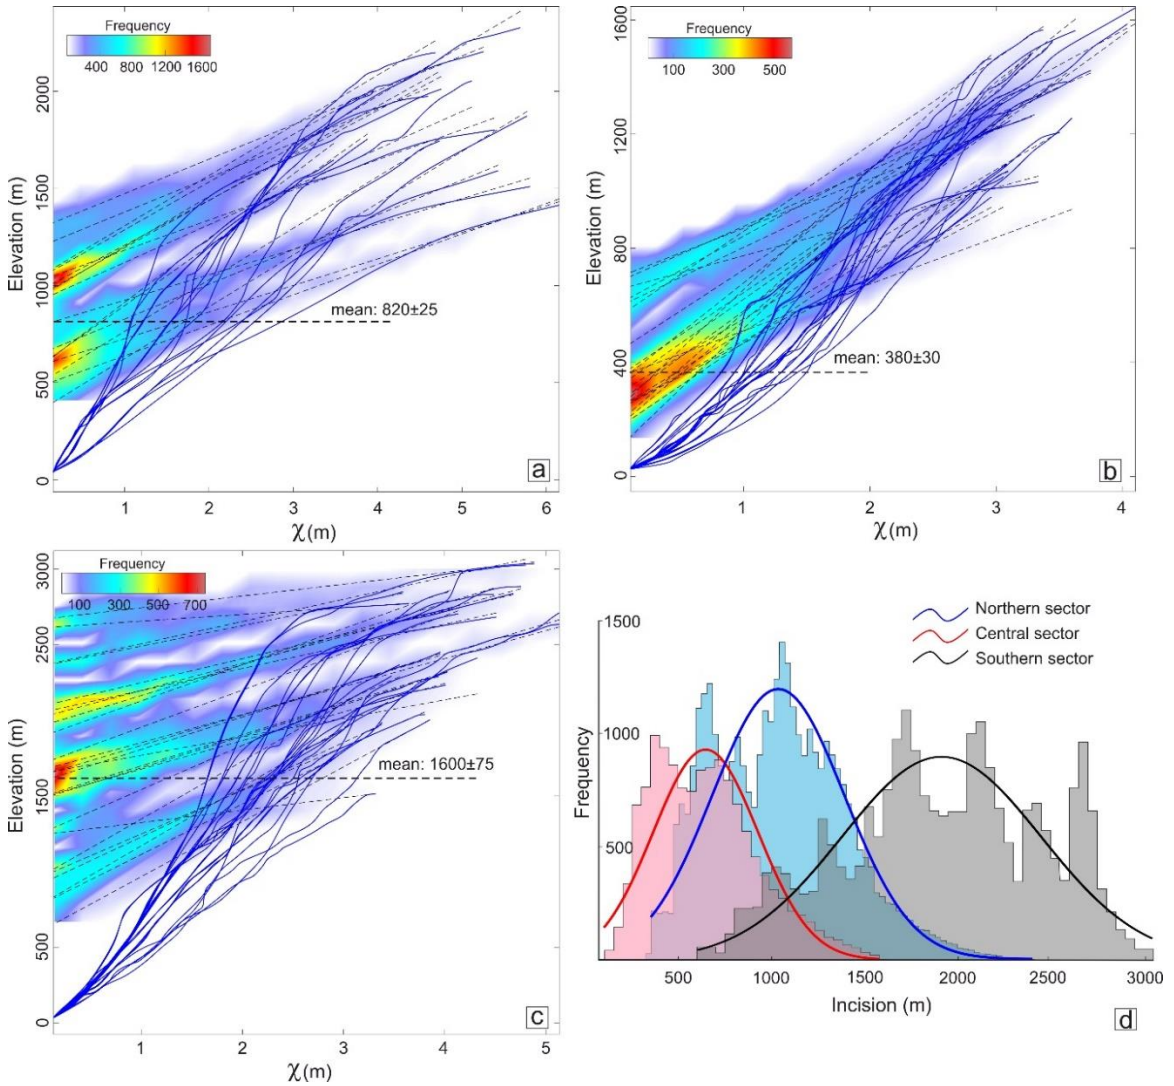 Frequency
400 800 1200 1600
Elevation (m)
2000
1500
1000
500
0
mean: 820±25
a
1 2 3 4 5 6
χ(m)
Frequency
100 300 500
Elevation (m)
1600
1200
800
400
0
mean: 380±30
b
1 2 3 4
χ(m)
Frequency
100 300 500 700
Elevation (m)
3000
2500
1500
500
0
mean: 1600±75
c
1 2 3 4 5
χ(m)
Northern sector
Central sector
Southern sector
Frequency
1500
1000
500
500 1000 1500 2000 2500 3000
Incision (m)
d